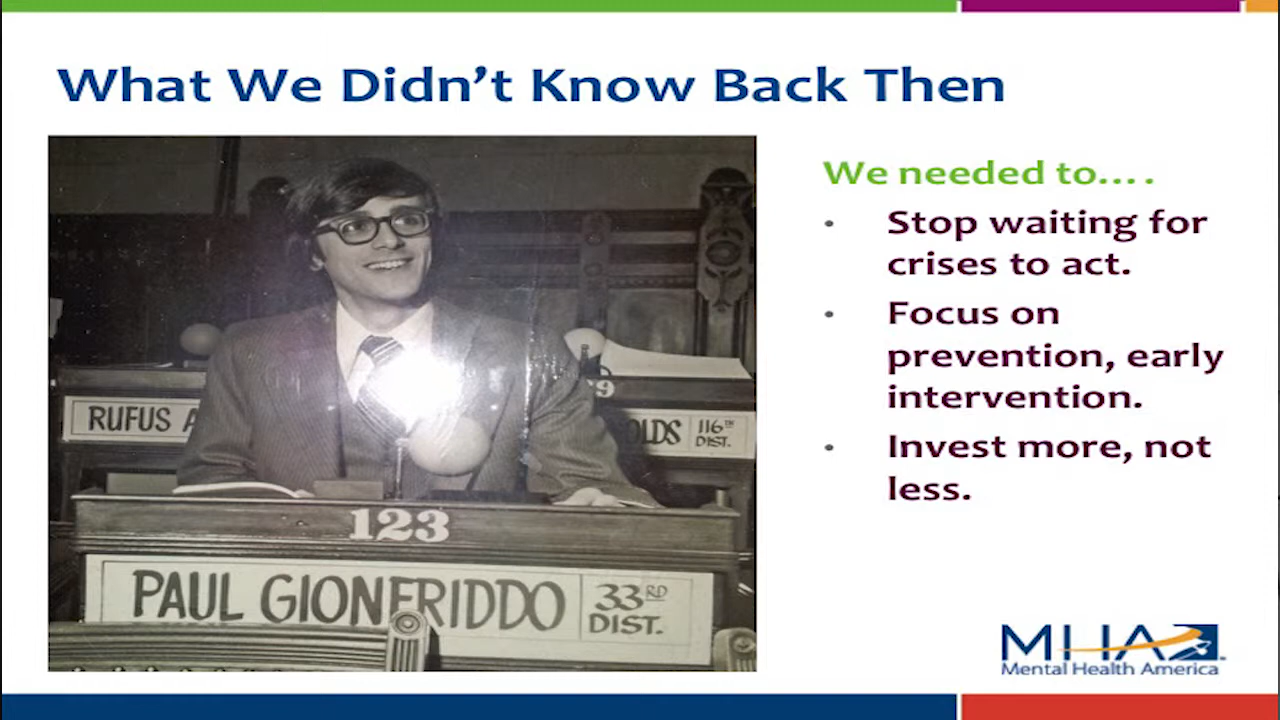 What We Didn’t Know Back Then
We needed to....
• Stop waiting for
crises to act.
• Focus on
prevention, early
intervention.
• Invest more, not
less.
RUFUS
116TH
DIST.
123
PAUL GIONFRIDDO 33RD
DIST.
MHA
Mental Health America